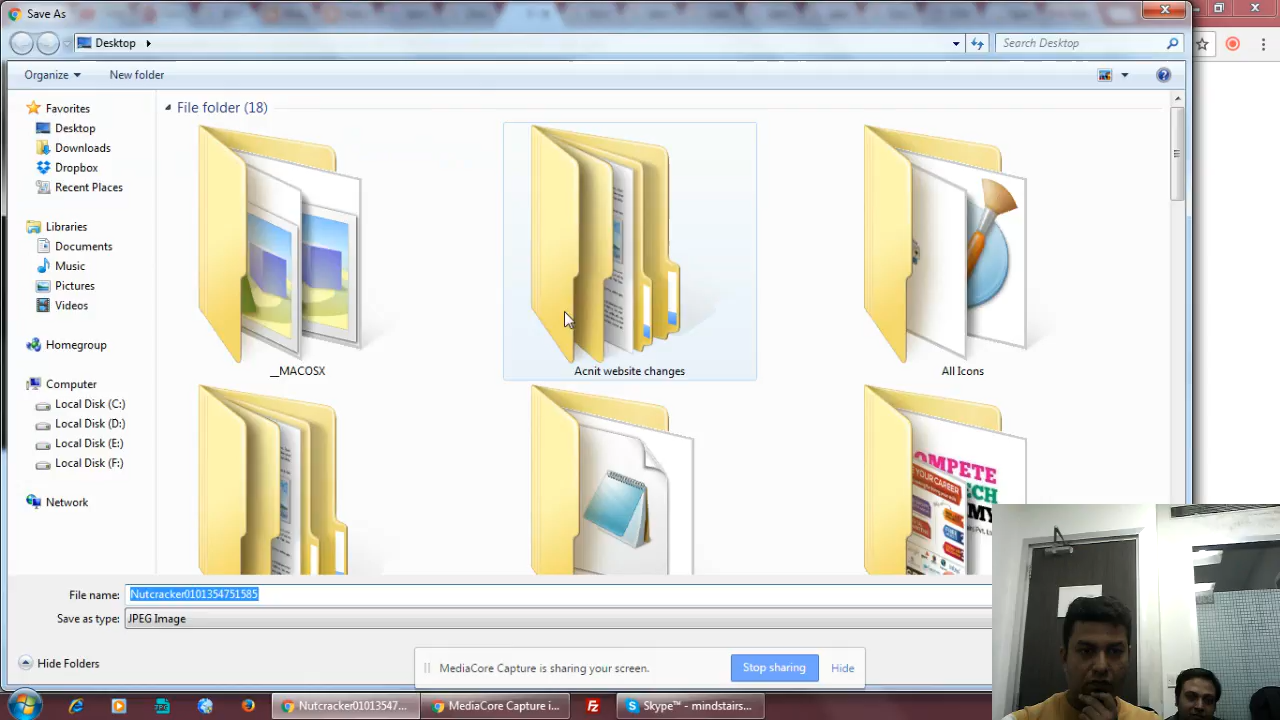 Save As
Desktop
Search Desktop
Organize
New folder
Favorites
Desktop
Downloads
Dropbox
Recent Places
Libraries
Documents
Music
Pictures
Videos
Homegroup
Computer
Local Disk (C:)
Local Disk (D:)
Local Disk (E:)
Local Disk (F:)
Network
File folder (18)
__MACOSX
Acnit website changes
All Icons
OMPETE
File name:
Nutcracker0101354751585
Save as type:
JPEG Image
Hide Folders
MediaCore Capture is sharing your screen.
Stop sharing
Hide
Nutcracker01013547...
MediaCore Capture i...
Skype™ - mindstairs...